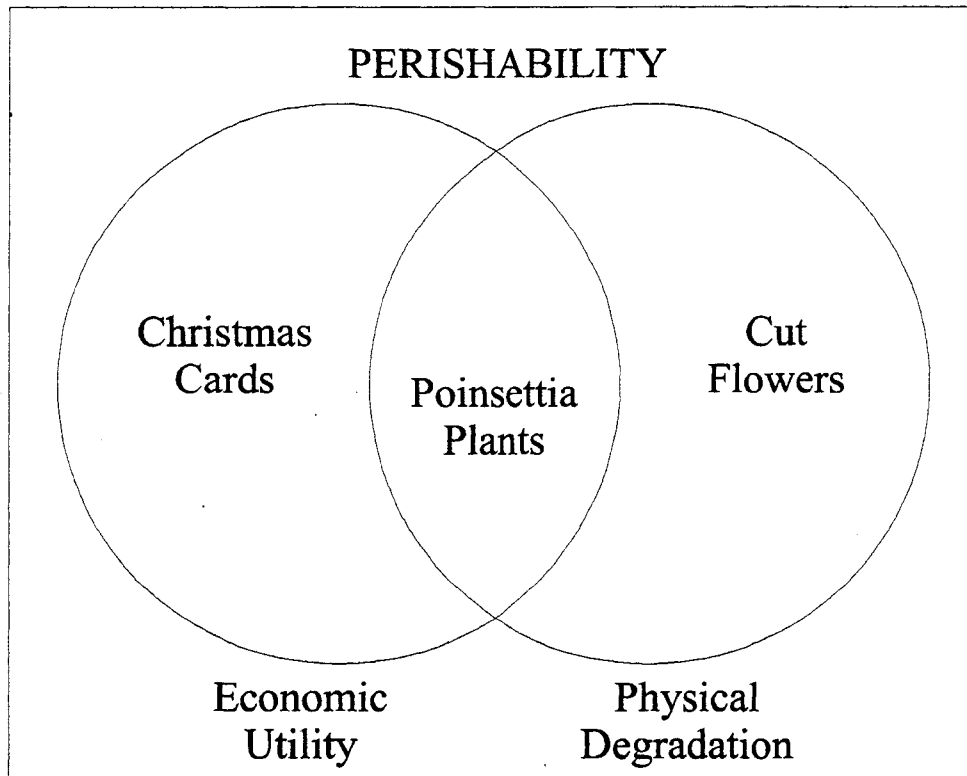 PERISHABILITY
Christmas
Cards
Poinsettia
Plants
Cut
Flowers
Economic
Utility
Physical
Degradation